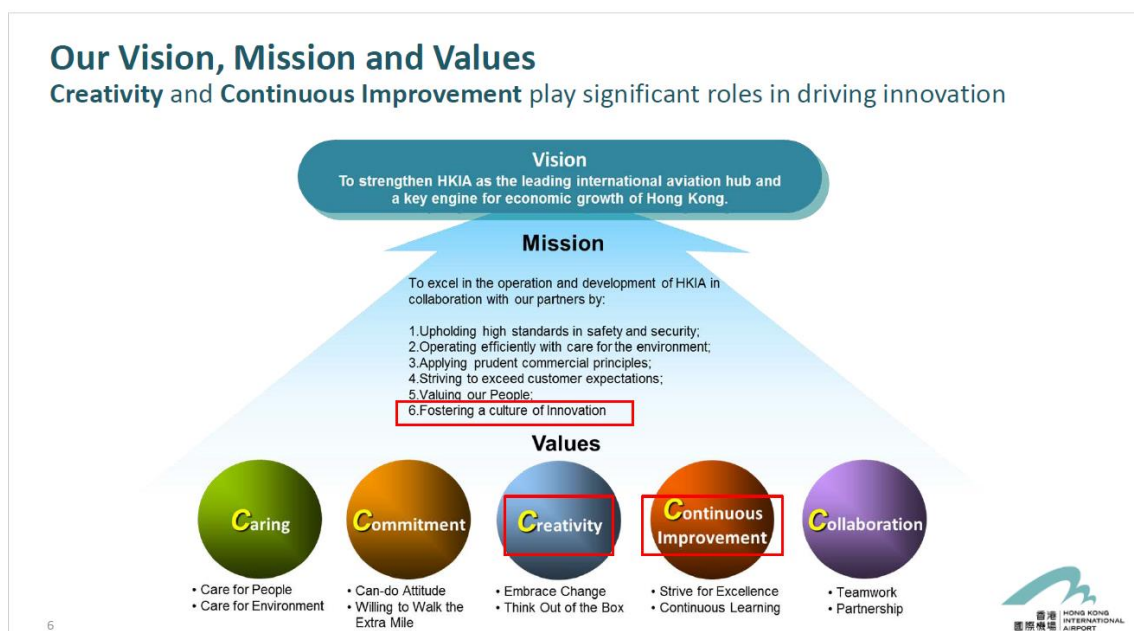 Our Vision, Mission and Values
Creativity and Continuous Improvement play significant roles in driving innovation
Vision
To strengthen HKIA as the leading international aviation hub and
a key engine for economic growth of Hong Kong.
Mission
To excel in the operation and development of HKIA in
collaboration with our partners by:
1.Upholding high standards in safety and security;
2.Operating efficiently with care for the environment;
3.Applying prudent commercial principles;
4.Striving to exceed customer expectations;
5.Valuing our People;
6.Fostering a culture of Innovation
Values
Caring
• Care for People
• Care for Environment
Commitment
• Can-do Attitude
• Willing to Walk the
Extra Mile
Creativity
• Embrace Change
• Think Out of the Box
Continuous
Improvement
• Strive for Excellence
• Continuous Learning
Collaboration
• Teamwork
• Partnership
6
香港
國際機場
HONG KONG
INTERNATIONAL
AIRPORT